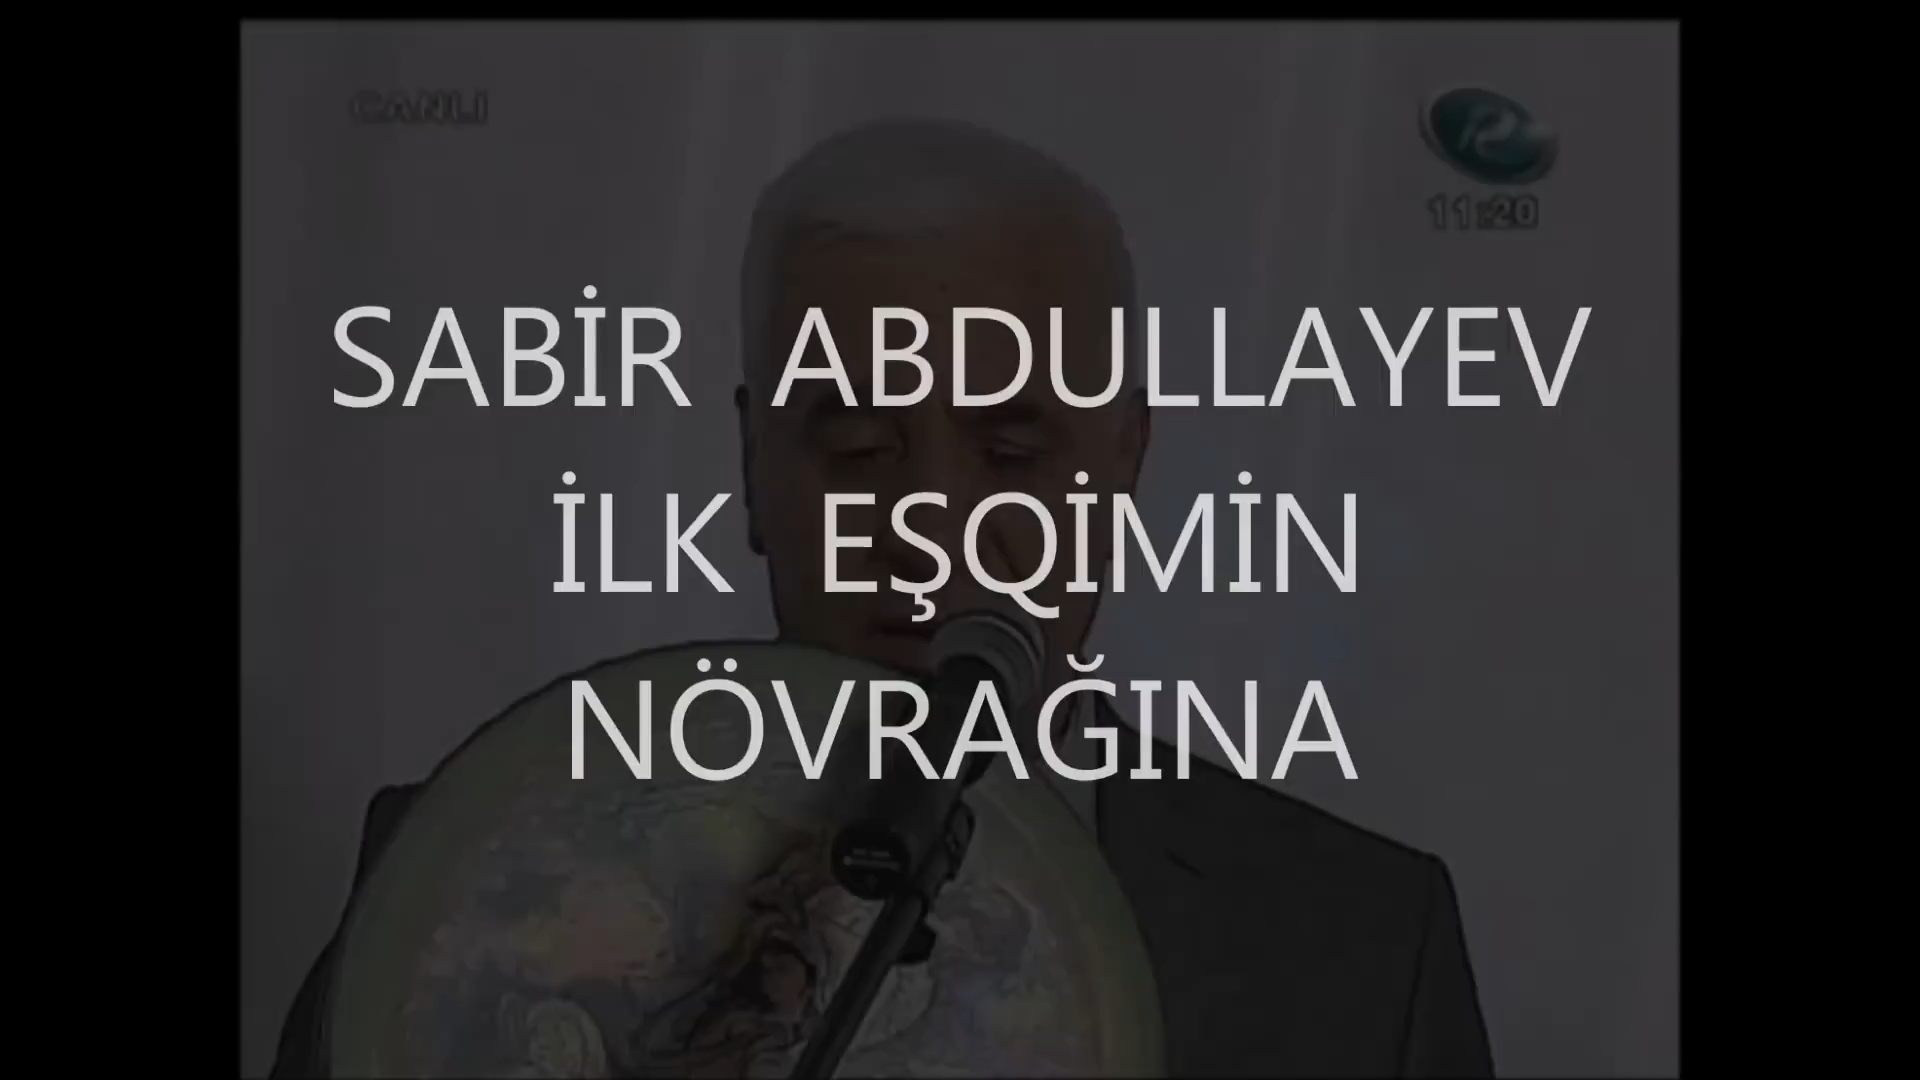 CANLI
11:20
SABİR ABDULLAYEV
İLK EŞQİMİN
NÖVRAĞINA